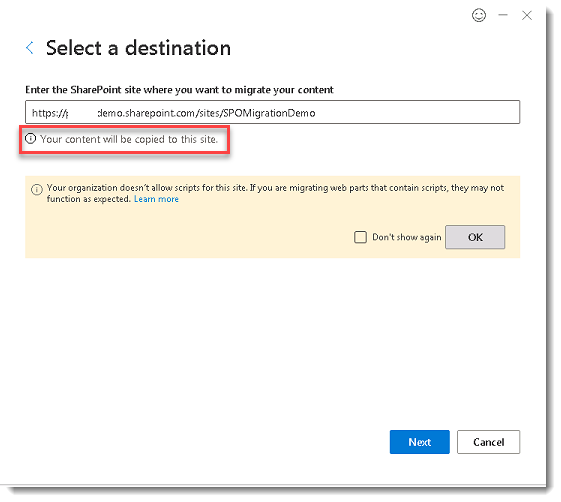 Select a destination
Enter the SharePoint site where you want to migrate your content
https:// demo.sharepoint.com/sites/SPOMigrationDemo
Your content will be copied to this site.
Your organization doesn't allow scripts for this site. If you are migrating web parts that contain scripts, they may not
function as expected. Learn more
Don't show again
OK
Next
Cancel